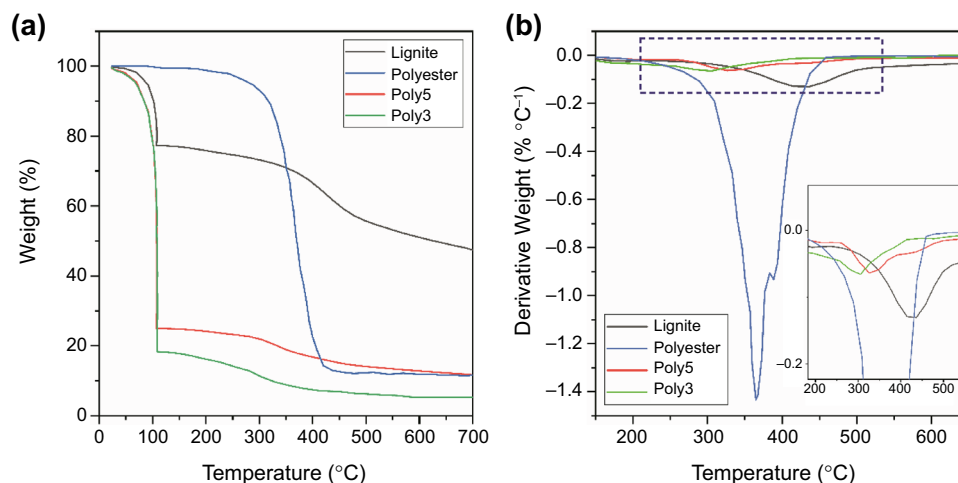 (a)
Weight (%)
100
80
60
40
20
0
Lignite
Polyester
Poly5
Poly3
0 100 200 300 400 500 600 700
Temperature (°C)
(b)
Derivative Weight (% °C⁻¹)
0.0
−0.2
−0.4
−0.6
−0.8
−1.0
−1.2
−1.4
Lignite
Polyester
Poly5
Poly3
0.0
−0.2
200 300 400 500
200 300 400 500 600
Temperature (°C)